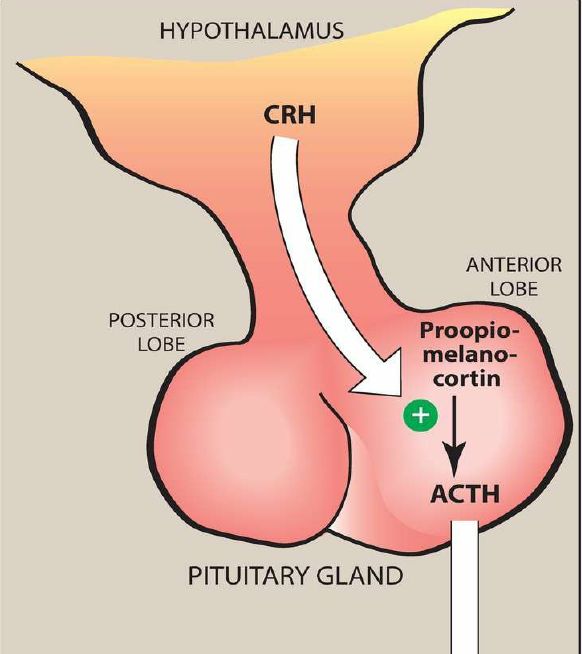 HYPOTHALAMUS
CRH
ANTERIOR
LOBE
POSTERIOR
LOBE
Proopio-
melano-
cortin
+
ACTH
PITUITARY GLAND